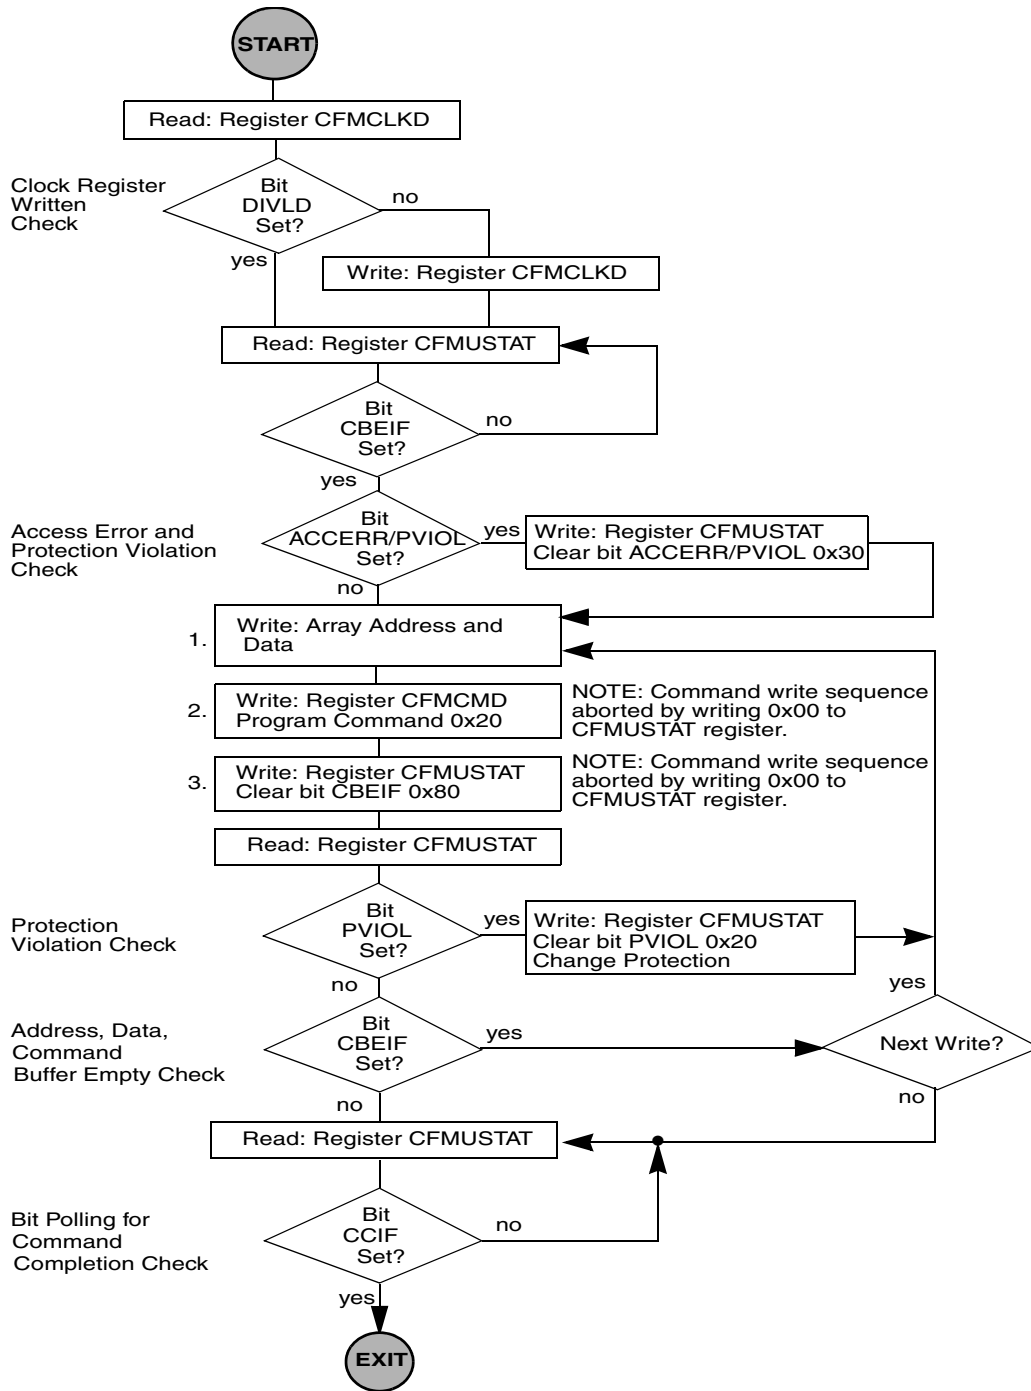 START
Read: Register CFMCLKD
Clock Register
Written
Check
Bit
DIVLD
Set?
no
yes
Write: Register CFMCLKD
Read: Register CFMUSTAT
Bit
CBEIF
Set?
no
yes
Access Error and
Protection Violation
Check
Bit
ACCERR/PVIOL
Set?
yes
Write: Register CFMUSTAT
Clear bit ACCERR/PVIOL 0x30
no
1.
Write: Array Address and
Data
2.
Write: Register CFMCMD
Program Command 0x20
NOTE: Command write sequence
aborted by writing 0x00 to
CFMUSTAT register.
3.
Write: Register CFMUSTAT
Clear bit CBEIF 0x80
NOTE: Command write sequence
aborted by writing 0x00 to
CFMUSTAT register.
Read: Register CFMUSTAT
Protection
Violation Check
Bit
PVIOL
Set?
yes
Write: Register CFMUSTAT
Clear bit PVIOL 0x20
Change Protection
no
yes
Address, Data,
Command
Buffer Empty Check
Bit
CBEIF
Set?
yes
Next Write?
no
no
Read: Register CFMUSTAT
Bit Polling for
Command
Completion Check
Bit
CCIF
Set?
no
yes
EXIT